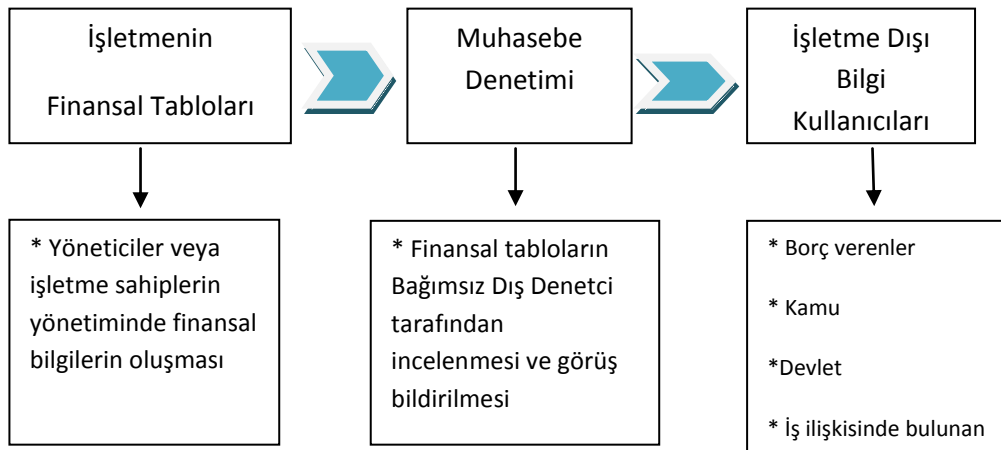 İşletmenin
Finansal Tabloları
Muhasebe
Denetimi
İşletme Dışı
Bilgi
Kullanıcıları
* Yöneticiler veya
işletme sahiplerin
yönetiminde finansal
bilgilerin oluşması
* Finansal tabloların
Bağımsız Dış Denetci
tarafından
incelenmesi ve görüş
bildirilmesi
* Borç verenler
* Kamu
*Devlet
* İş ilişkisinde bulunan